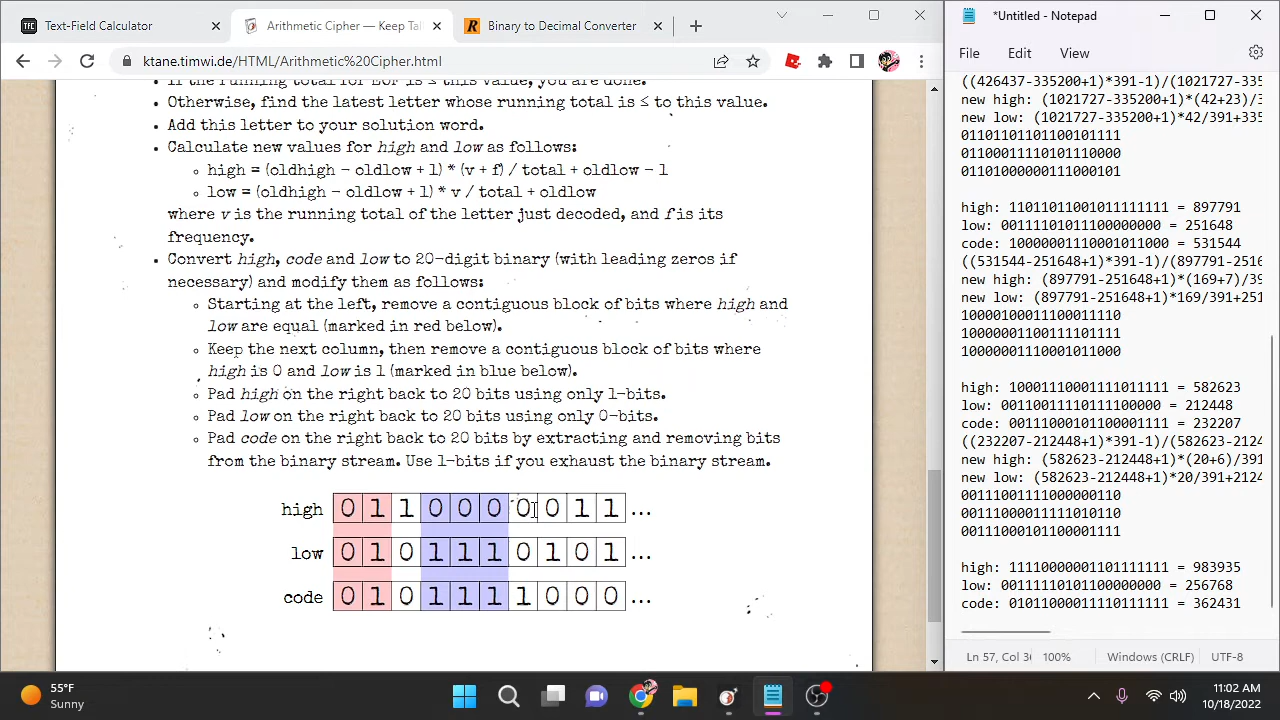 Text-Field Calculator
Arithmetic Cipher — Keep Tal
Binary to Decimal Converter
ktane.timwi.de/HTML/Arithmetic%20Cipher.html
• If the running total for EOF is ≤ this value, you are done.
• Otherwise, find the latest letter whose running total is ≤ to this value.
• Add this letter to your solution word.
• Calculate new values for high and low as follows:
high = (oldhigh − oldlow + 1) * (v + f) / total + oldlow − 1
low = (oldhigh − oldlow + 1) * v / total + oldlow
where v is the running total of the letter just decoded, and f is its
frequency.
• Convert high, code and low to 20-digit binary (with leading zeros if
necessary) and modify them as follows:
Starting at the left, remove a contiguous block of bits where high and
low are equal (marked in red below).
Keep the next column, then remove a contiguous block of bits where
high is 0 and low is 1 (marked in blue below).
Pad high on the right back to 20 bits using only 1-bits.
Pad low on the right back to 20 bits using only 0-bits.
Pad code on the right back to 20 bits by extracting and removing bits
from the binary stream. Use 1-bits if you exhaust the binary stream.
high 0 1 1 0 0 0 0 0 1 1 ...
low 0 1 0 1 1 1 0 1 0 1 ...
code 0 1 0 1 1 1 1 0 0 0 ...
*Untitled - Notepad
File Edit View
((426437-335200+1)*391-1)/(1021727-335
new high: (1021727-335200+1)*(42+23)/3
new low: (1021727-335200+1)*42/391+335
01101101101100101111
01100011110101110000
01101000000111000101
high: 11011011001011111111 = 897791
low: 00111101011100000000 = 251648
code: 10000001110001011000 = 531544
((531544-251648+1)*391-1)/(897791-2516
new high: (897791-251648+1)*(169+7)/39
new low: (897791-251648+1)*169/391+251
10000100011100011110
10000001100111101111
10000001110001011000
high: 10001110001111011111 = 582623
low: 00110011110111100000 = 212448
code: 00111000101100001111 = 232207
((232207-212448+1)*391-1)/(582623-2124
new high: (582623-212448+1)*(20+6)/391
new low: (582623-212448+1)*20/391+2124
00111001111000000110
00111000011111010110
00111000101100001111
high: 11110000001101111111 = 983935
low: 00111110101100000000 = 256768
code: 01011000011110111111 = 362431
100%
Windows (CRLF)
UTF-8
55°F
Sunny
11:02 AM
10/18/2022